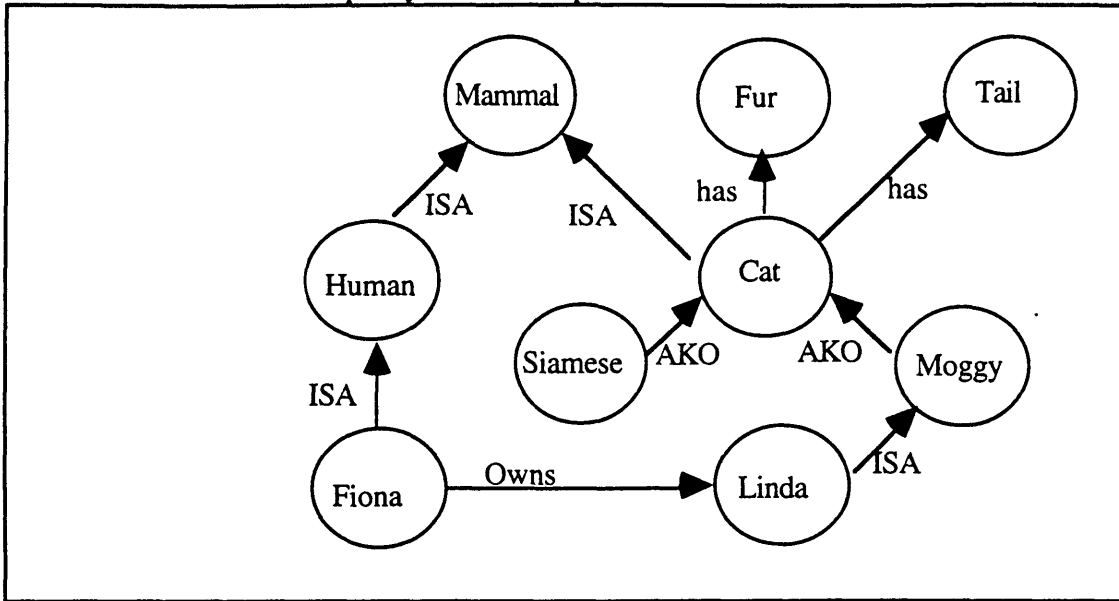 Mammal
Fur
Tail
ISA
ISA
has
has
Human
Cat
Siamese
AKO
AKO
Moggy
ISA
Fiona
Owns
Linda
ISA